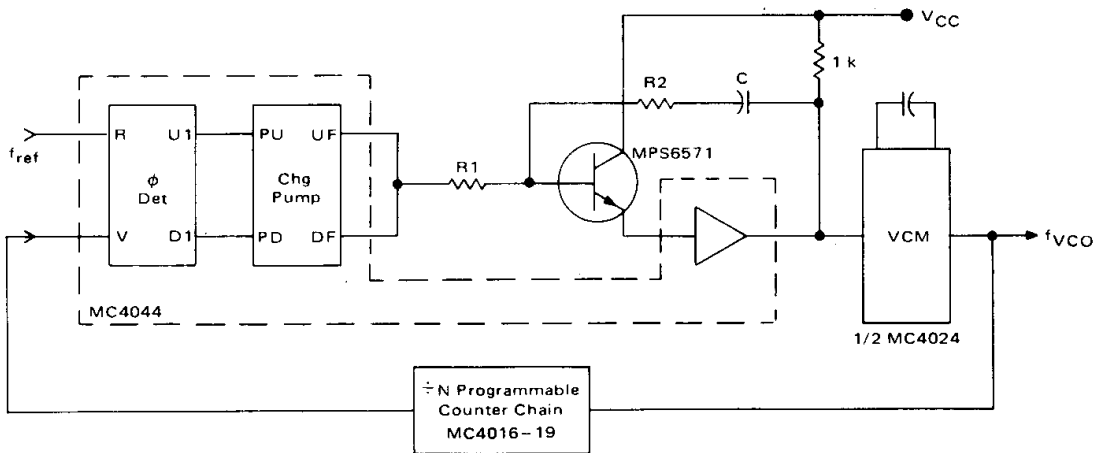 VCC
1 k
R2
C
f ref
R
U1
PU
UF
φ
Det
Chg
Pump
R1
MPS6571
V
D1
PD
DF
VCM
fVCO
MC4044
1/2 MC4024
÷N Programmable
Counter Chain
MC4016-19